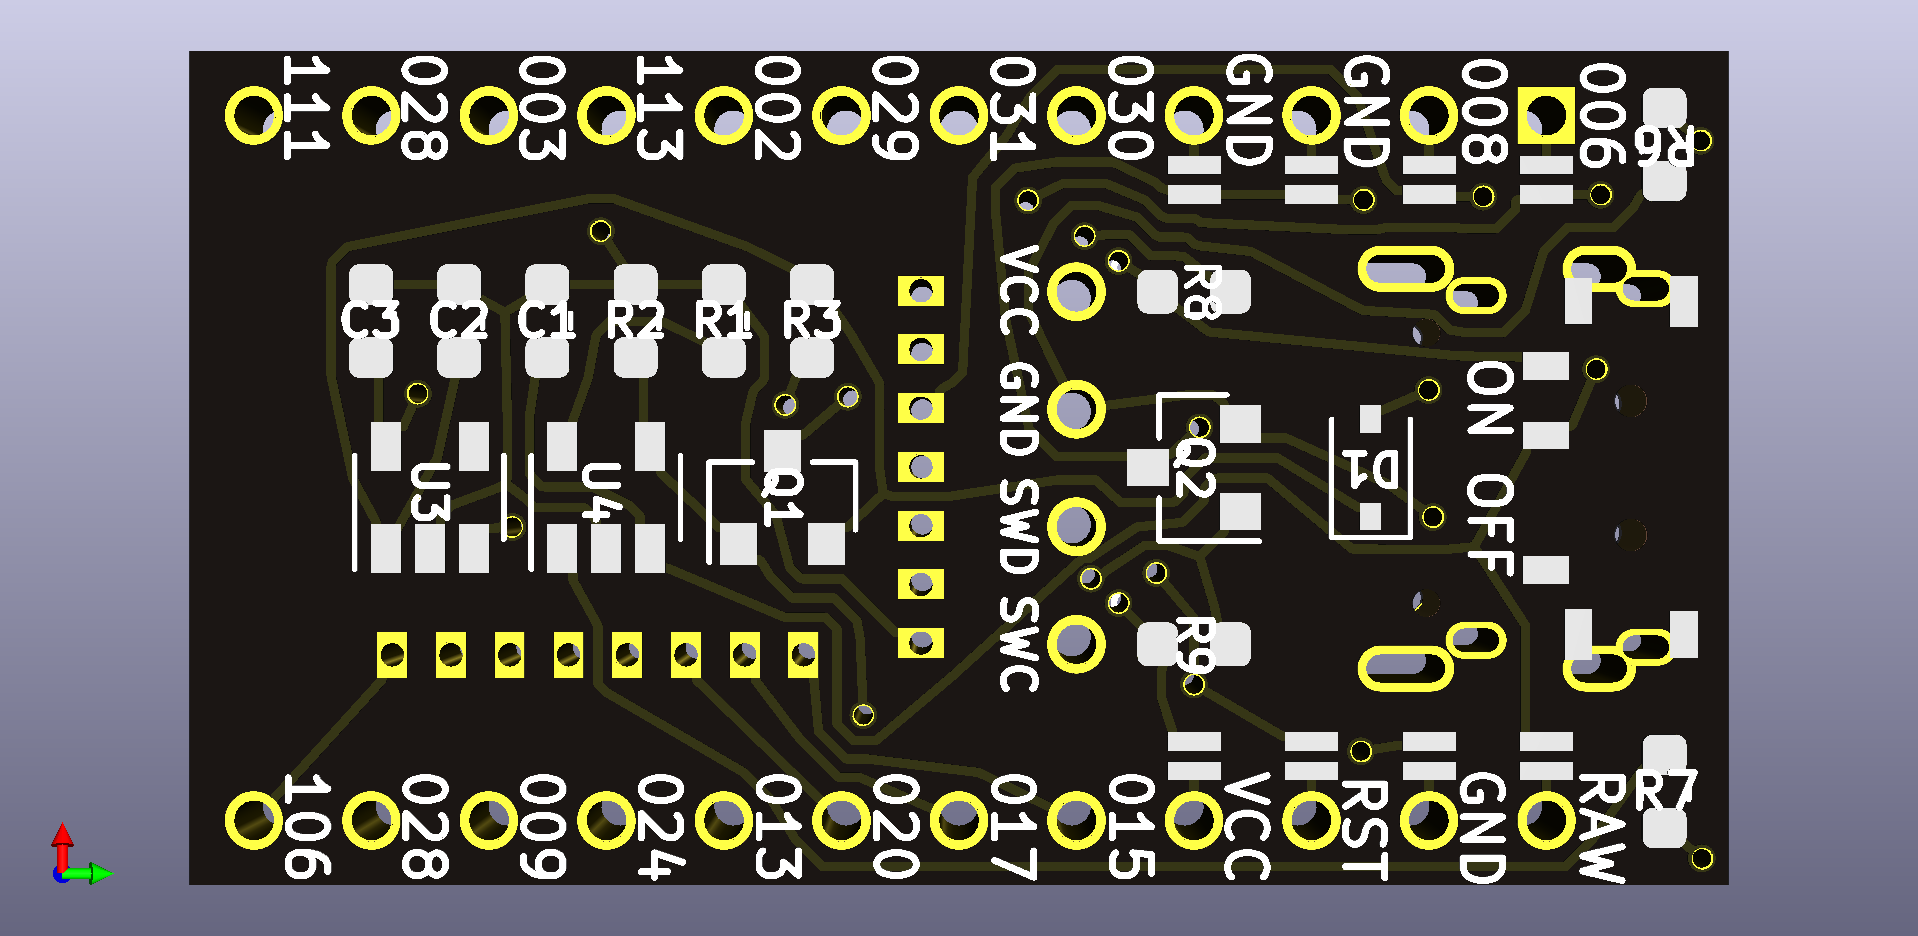 111
028
003
113
002
029
031
030
GND
GND
008
006
R6
VCC
GND
SWD
SWC
R8
C3
C2
C1
R2
R1
R3
ON
OFF
U3
U4
Q1
Q2
D1
R9
106
028
009
024
013
020
017
015
VCC
RST
GND
RAW
R7